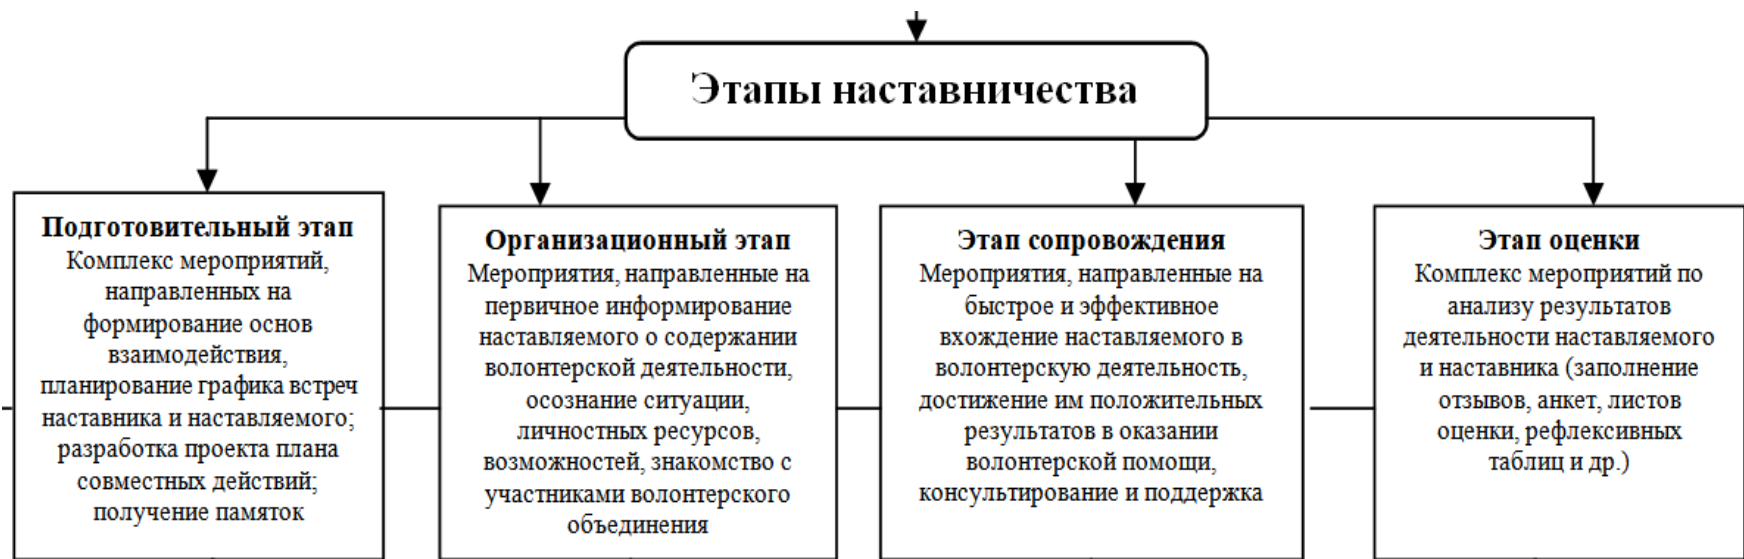 Этапы наставничества
Подготовительный этап
Комплекс мероприятий,
направленных на
формирование основ
взаимодействия,
планирование графика встреч
наставника и наставляемого;
разработка проекта плана
совместных действий;
получение памяток
Организационный этап
Мероприятия, направленные на
первичное информирование
наставляемого о содержании
волонтерской деятельности,
осознание ситуации,
личностных ресурсов,
возможностей, знакомство с
участниками волонтерского
объединения
Этап сопровождения
Мероприятия, направленные на
быстрое и эффективное
вхождение наставляемого в
волонтерскую деятельность,
достижение им положительных
результатов в оказании
волонтерской помощи,
консультирование и поддержка
Этап оценки
Комплекс мероприятий по
анализу результатов
деятельности наставляемого
и наставника (заполнение
отзывов, анкет, листов
оценки, рефлексивных
таблиц и др.)